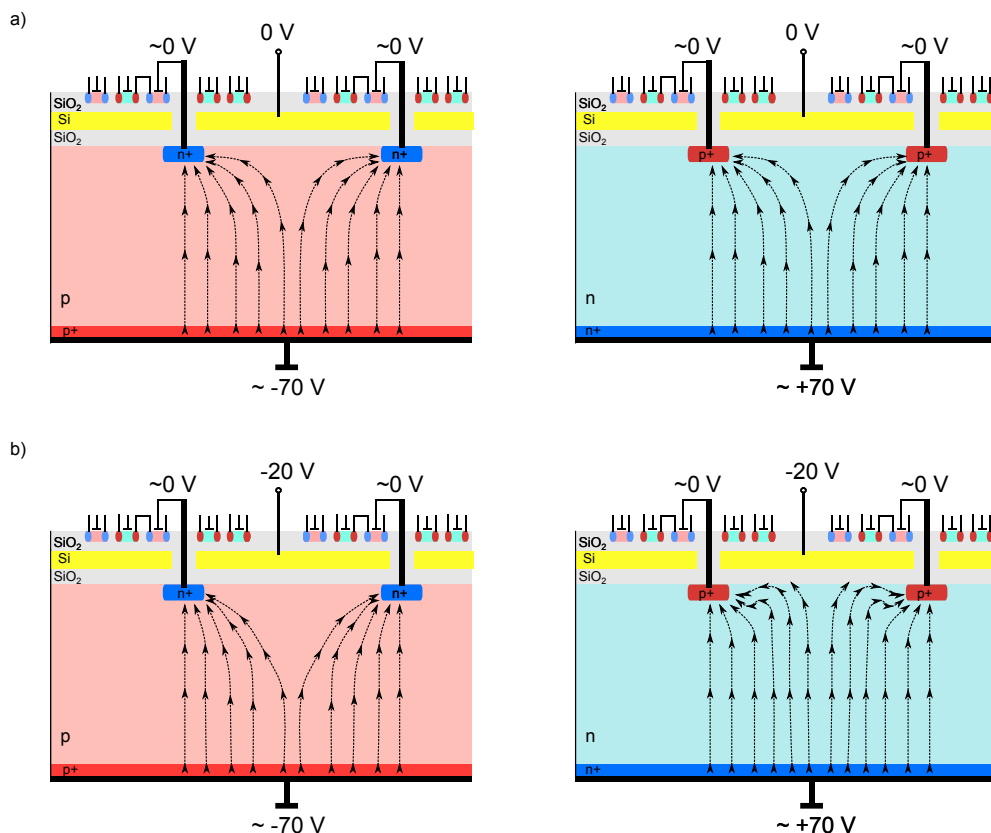 a)
~0 V
0 V
~0 V
SiO₂
Si
SiO₂
n+
n+
p
p+
~ -70 V
~0 V
0 V
~0 V
SiO₂
Si
SiO₂
p+
p+
n
n+
~ +70 V
b)
~0 V
-20 V
~0 V
SiO₂
Si
SiO₂
n+
n+
p
p+
~ -70 V
~0 V
-20 V
~0 V
SiO₂
Si
SiO₂
p+
p+
n
n+
~ +70 V